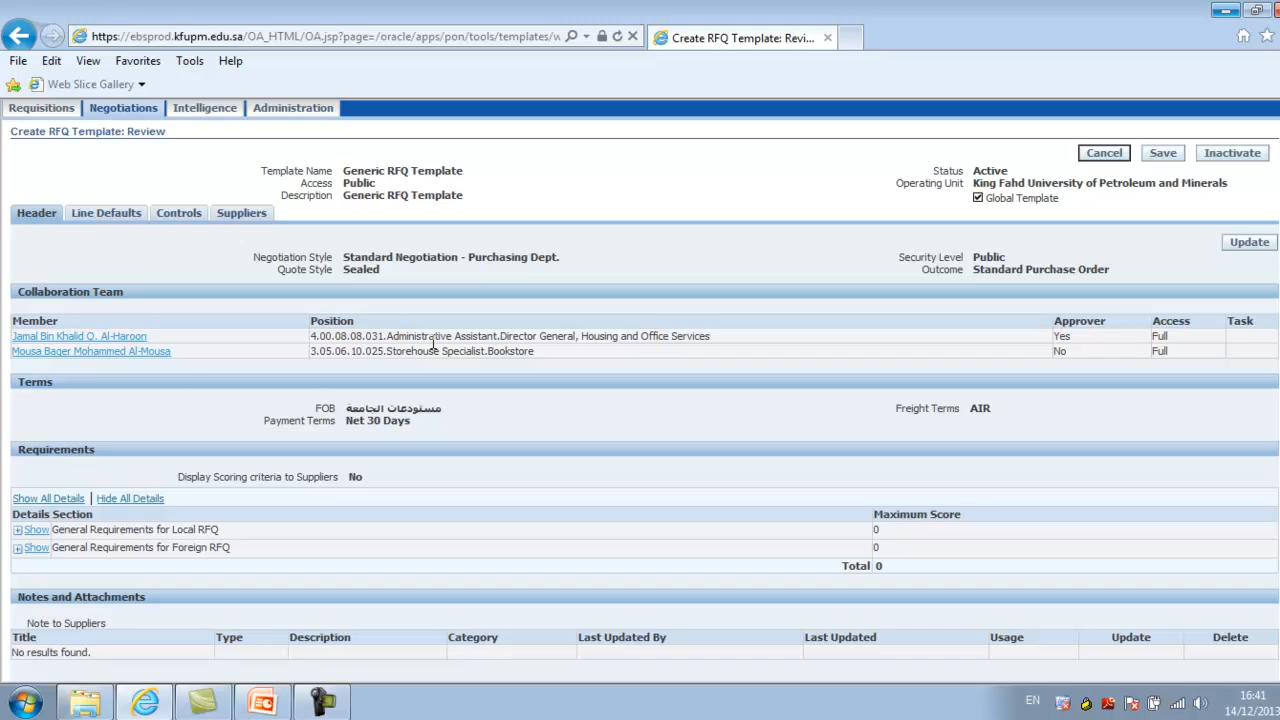 https://ebsprod.kfupm.edu.sa/OA_HTML/OA.jsp?page=/oracle/apps/pon/tools/templates/w
Create RFQ Template: Revi...
File Edit View Favorites Tools Help
Web Slice Gallery
Requisitions Negotiations Intelligence Administration
Create RFQ Template: Review
Cancel Save Inactivate
Template Name Generic RFQ Template Status Active
Access Public Operating Unit King Fahd University of Petroleum and Minerals
Description Generic RFQ Template Global Template
Header Line Defaults Controls Suppliers
Update
Negotiation Style Standard Negotiation - Purchasing Dept. Security Level Public
Quote Style Sealed Outcome Standard Purchase Order
Collaboration Team
Member Position Approver Access Task
Jamal Bin Khalid Q. Al-Haroon 4.00.08.08.031.Administrative Assistant.Director General, Housing and Office Services Yes Full
Mousa Baqer Mohammed Al-Mousa 3.05.06.10.025.Storehouse Specialist.Bookstore No Full
Terms
FOB مستودعات الجامعة Freight Terms AIR
Payment Terms Net 30 Days
Requirements
Display Scoring criteria to Suppliers No
Show All Details | Hide All Details
Details Section Maximum Score
Show General Requirements for Local RFQ 0
Show General Requirements for Foreign RFQ 0
Total 0
Notes and Attachments
Note to Suppliers
Title Type Description Category Last Updated By Last Updated Usage Update Delete
No results found.
EN 16:41
14/12/2013